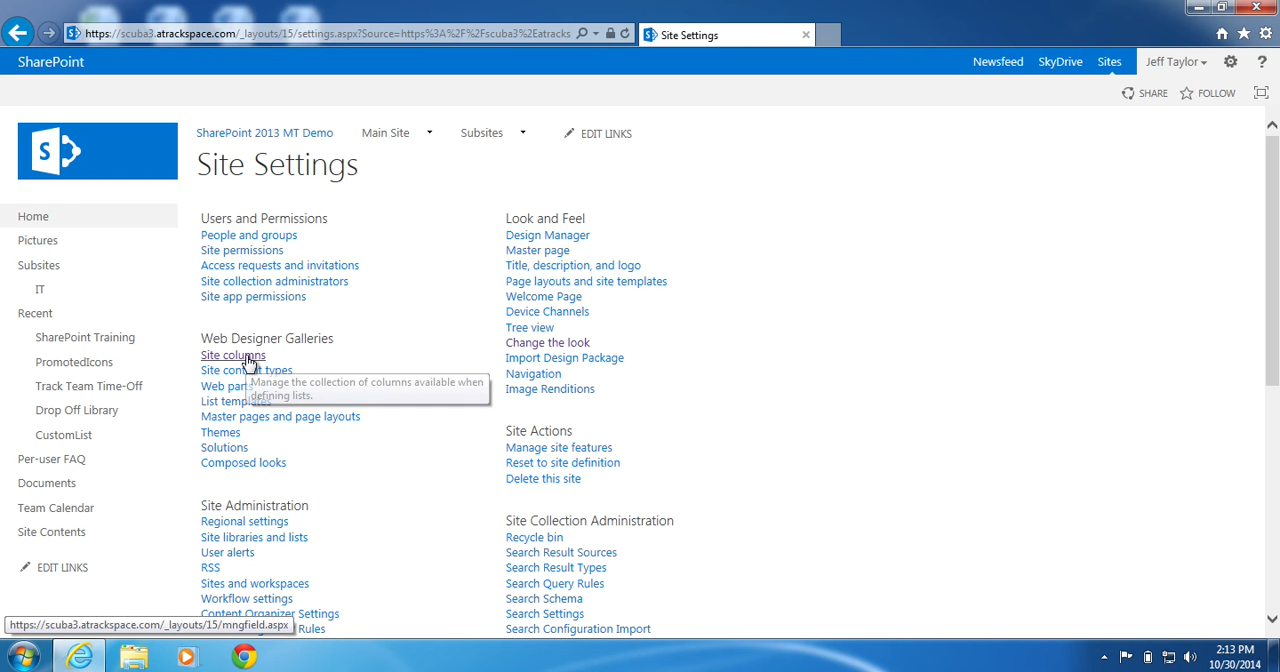 https://scuba3.atrackspace.com/_layouts/15/settings.aspx?Source=https%3A%2F%2Fscuba3%2Eatracks
Site Settings
SharePoint
Newsfeed
SkyDrive
Sites
Jeff Taylor
?
SHARE
FOLLOW
S
SharePoint 2013 MT Demo
Main Site
Subsites
EDIT LINKS
Site Settings
Home
Pictures
Subsites
IT
Recent
SharePoint Training
PromotedIcons
Track Team Time-Off
Drop Off Library
CustomList
Per-user FAQ
Documents
Team Calendar
Site Contents
EDIT LINKS
Users and Permissions
People and groups
Site permissions
Access requests and invitations
Site collection administrators
Site app permissions
Web Designer Galleries
Site columns
Site content types
Web par
List templates
Manage the collection of columns available when
defining lists.
Master pages and page layouts
Themes
Solutions
Composed looks
Site Administration
Regional settings
Site libraries and lists
User alerts
RSS
Sites and workspaces
Workflow settings
Content Organizer Settings
Rules
Look and Feel
Design Manager
Master page
Title, description, and logo
Page layouts and site templates
Welcome Page
Device Channels
Tree view
Change the look
Import Design Package
Navigation
Image Renditions
Site Actions
Manage site features
Reset to site definition
Delete this site
Site Collection Administration
Recycle bin
Search Result Sources
Search Result Types
Search Query Rules
Search Schema
Search Settings
Search Configuration Import
https://scuba3.atrackspace.com/_layouts/15/mngfield.aspx
2:13 PM
10/30/2014